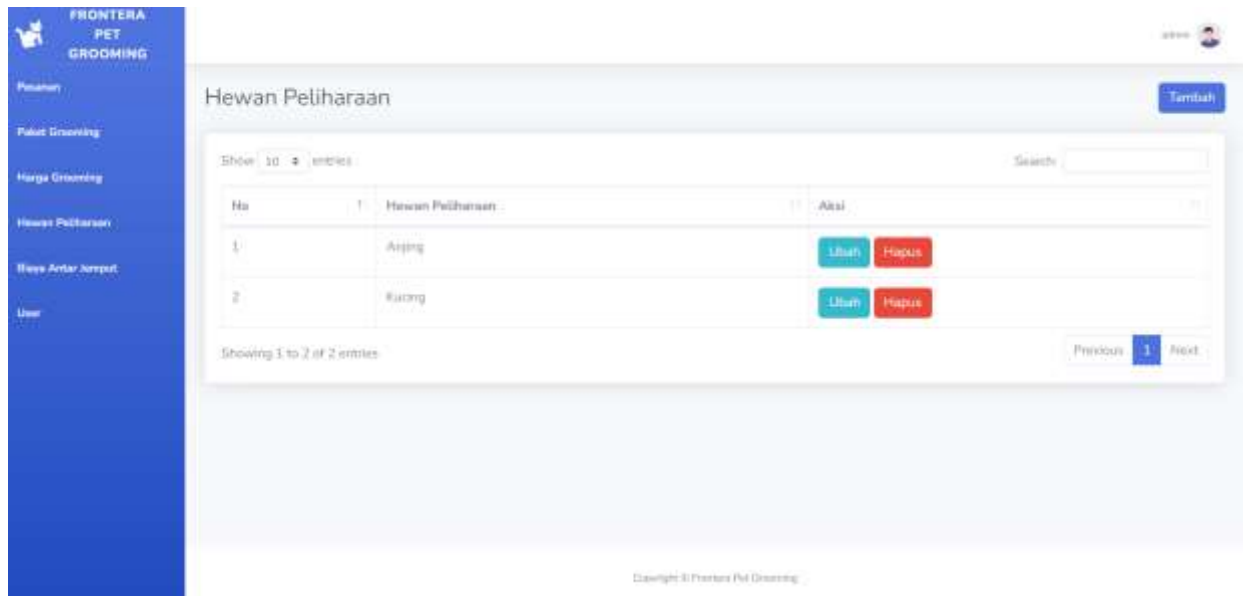 FRONTERA
PET
GROOMING
admin
Pesanan
Paket Grooming
Harga Grooming
Hewan Peliharaan
Biaya Antar Jemput
User
Hewan Peliharaan
Tambah
Show 10 entries
Search:
No Hewan Peliharaan Aksi
1 Anjing Ubah Hapus
2 Kucing Ubah Hapus
Showing 1 to 2 of 2 entries
Previous 1 Next
Copyright © Frontera Pet Grooming